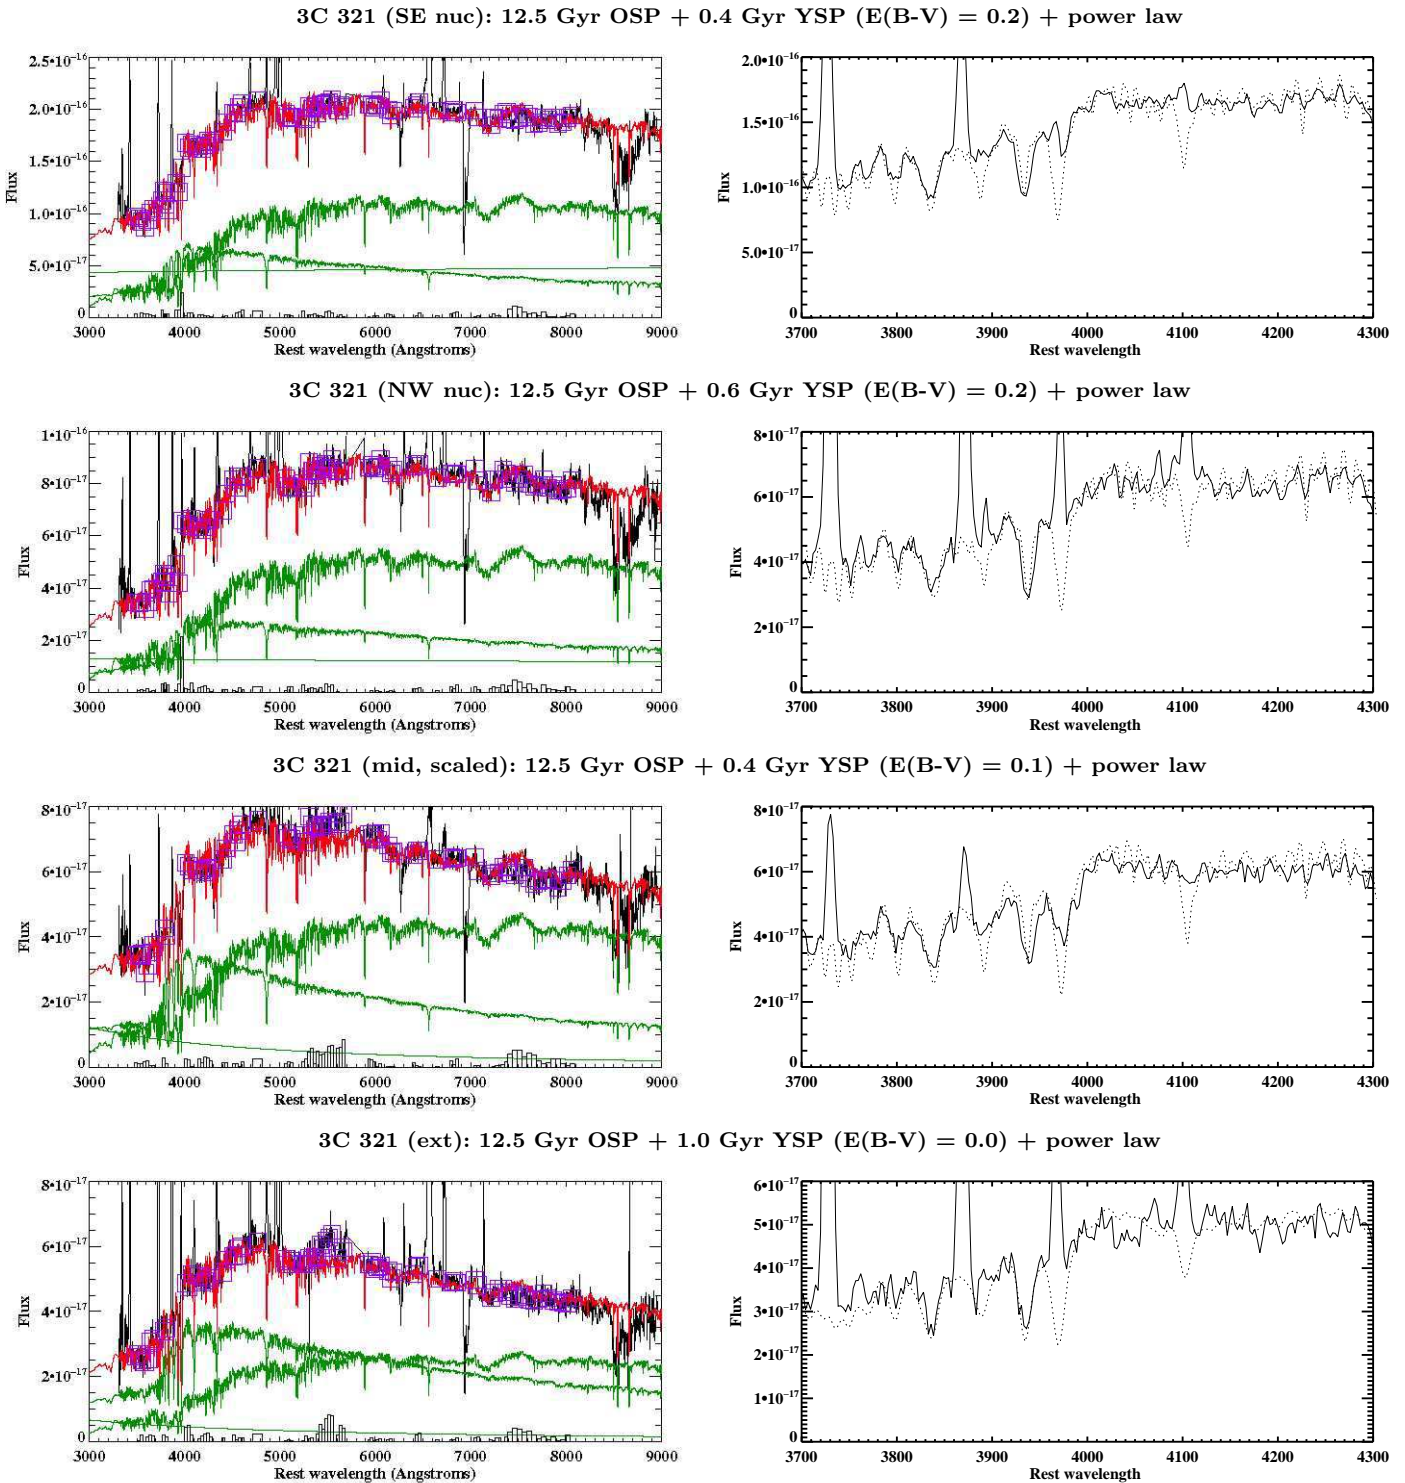 3C 321 (SE nuc): 12.5 Gyr OSP + 0.4 Gyr YSP (E(B-V) = 0.2) + power law
2.5•10⁻¹⁶
2.0•10⁻¹⁶
1.5•10⁻¹⁶
1.0•10⁻¹⁶
5.0•10⁻¹⁷
0
Flux
3000 4000 5000 6000 7000 8000 9000
Rest wavelength (Angstroms)
2.0•10⁻¹⁶
1.5•10⁻¹⁶
1.0•10⁻¹⁶
5.0•10⁻¹⁷
0
Flux
3700 3800 3900 4000 4100 4200 4300
Rest wavelength
3C 321 (NW nuc): 12.5 Gyr OSP + 0.6 Gyr YSP (E(B-V) = 0.2) + power law
1•10⁻¹⁶
8•10⁻¹⁷
6•10⁻¹⁷
4•10⁻¹⁷
2•10⁻¹⁷
0
Flux
3000 4000 5000 6000 7000 8000 9000
Rest wavelength (Angstroms)
8•10⁻¹⁷
6•10⁻¹⁷
4•10⁻¹⁷
2•10⁻¹⁷
0
Flux
3700 3800 3900 4000 4100 4200 4300
Rest wavelength
3C 321 (mid, scaled): 12.5 Gyr OSP + 0.4 Gyr YSP (E(B-V) = 0.1) + power law
8•10⁻¹⁷
6•10⁻¹⁷
4•10⁻¹⁷
2•10⁻¹⁷
0
Flux
3000 4000 5000 6000 7000 8000 9000
Rest wavelength (Angstroms)
8•10⁻¹⁷
6•10⁻¹⁷
4•10⁻¹⁷
2•10⁻¹⁷
0
Flux
3700 3800 3900 4000 4100 4200 4300
Rest wavelength
3C 321 (ext): 12.5 Gyr OSP + 1.0 Gyr YSP (E(B-V) = 0.0) + power law
8•10⁻¹⁷
6•10⁻¹⁷
4•10⁻¹⁷
2•10⁻¹⁷
0
Flux
3000 4000 5000 6000 7000 8000 9000
Rest wavelength (Angstroms)
6•10⁻¹⁷
5•10⁻¹⁷
4•10⁻¹⁷
3•10⁻¹⁷
2•10⁻¹⁷
1•10⁻¹⁷
0
Flux
3700 3800 3900 4000 4100 4200 4300
Rest wavelength